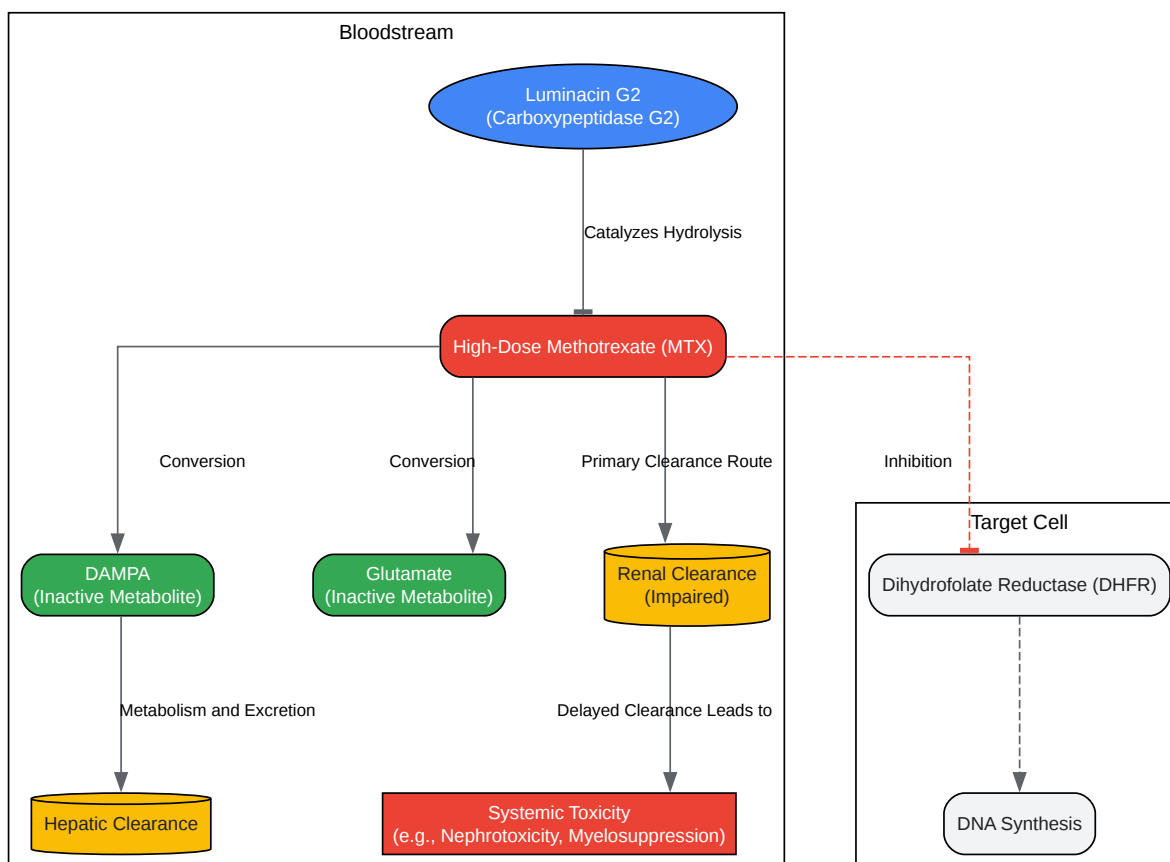 Bloodstream
Luminacin G2
(Carboxypeptidase G2)
Catalyzes Hydrolysis
High-Dose Methotrexate (MTX)
Conversion
Conversion
Primary Clearance Route
Inhibition
Target Cell
DAMPA
(Inactive Metabolite)
Glutamate
(Inactive Metabolite)
Renal Clearance
(Impaired)
Dihydrofolate Reductase (DHFR)
Metabolism and Excretion
Delayed Clearance Leads to
Hepatic Clearance
Systemic Toxicity
(e.g., Nephrotoxicity, Myelosuppression)
DNA Synthesis